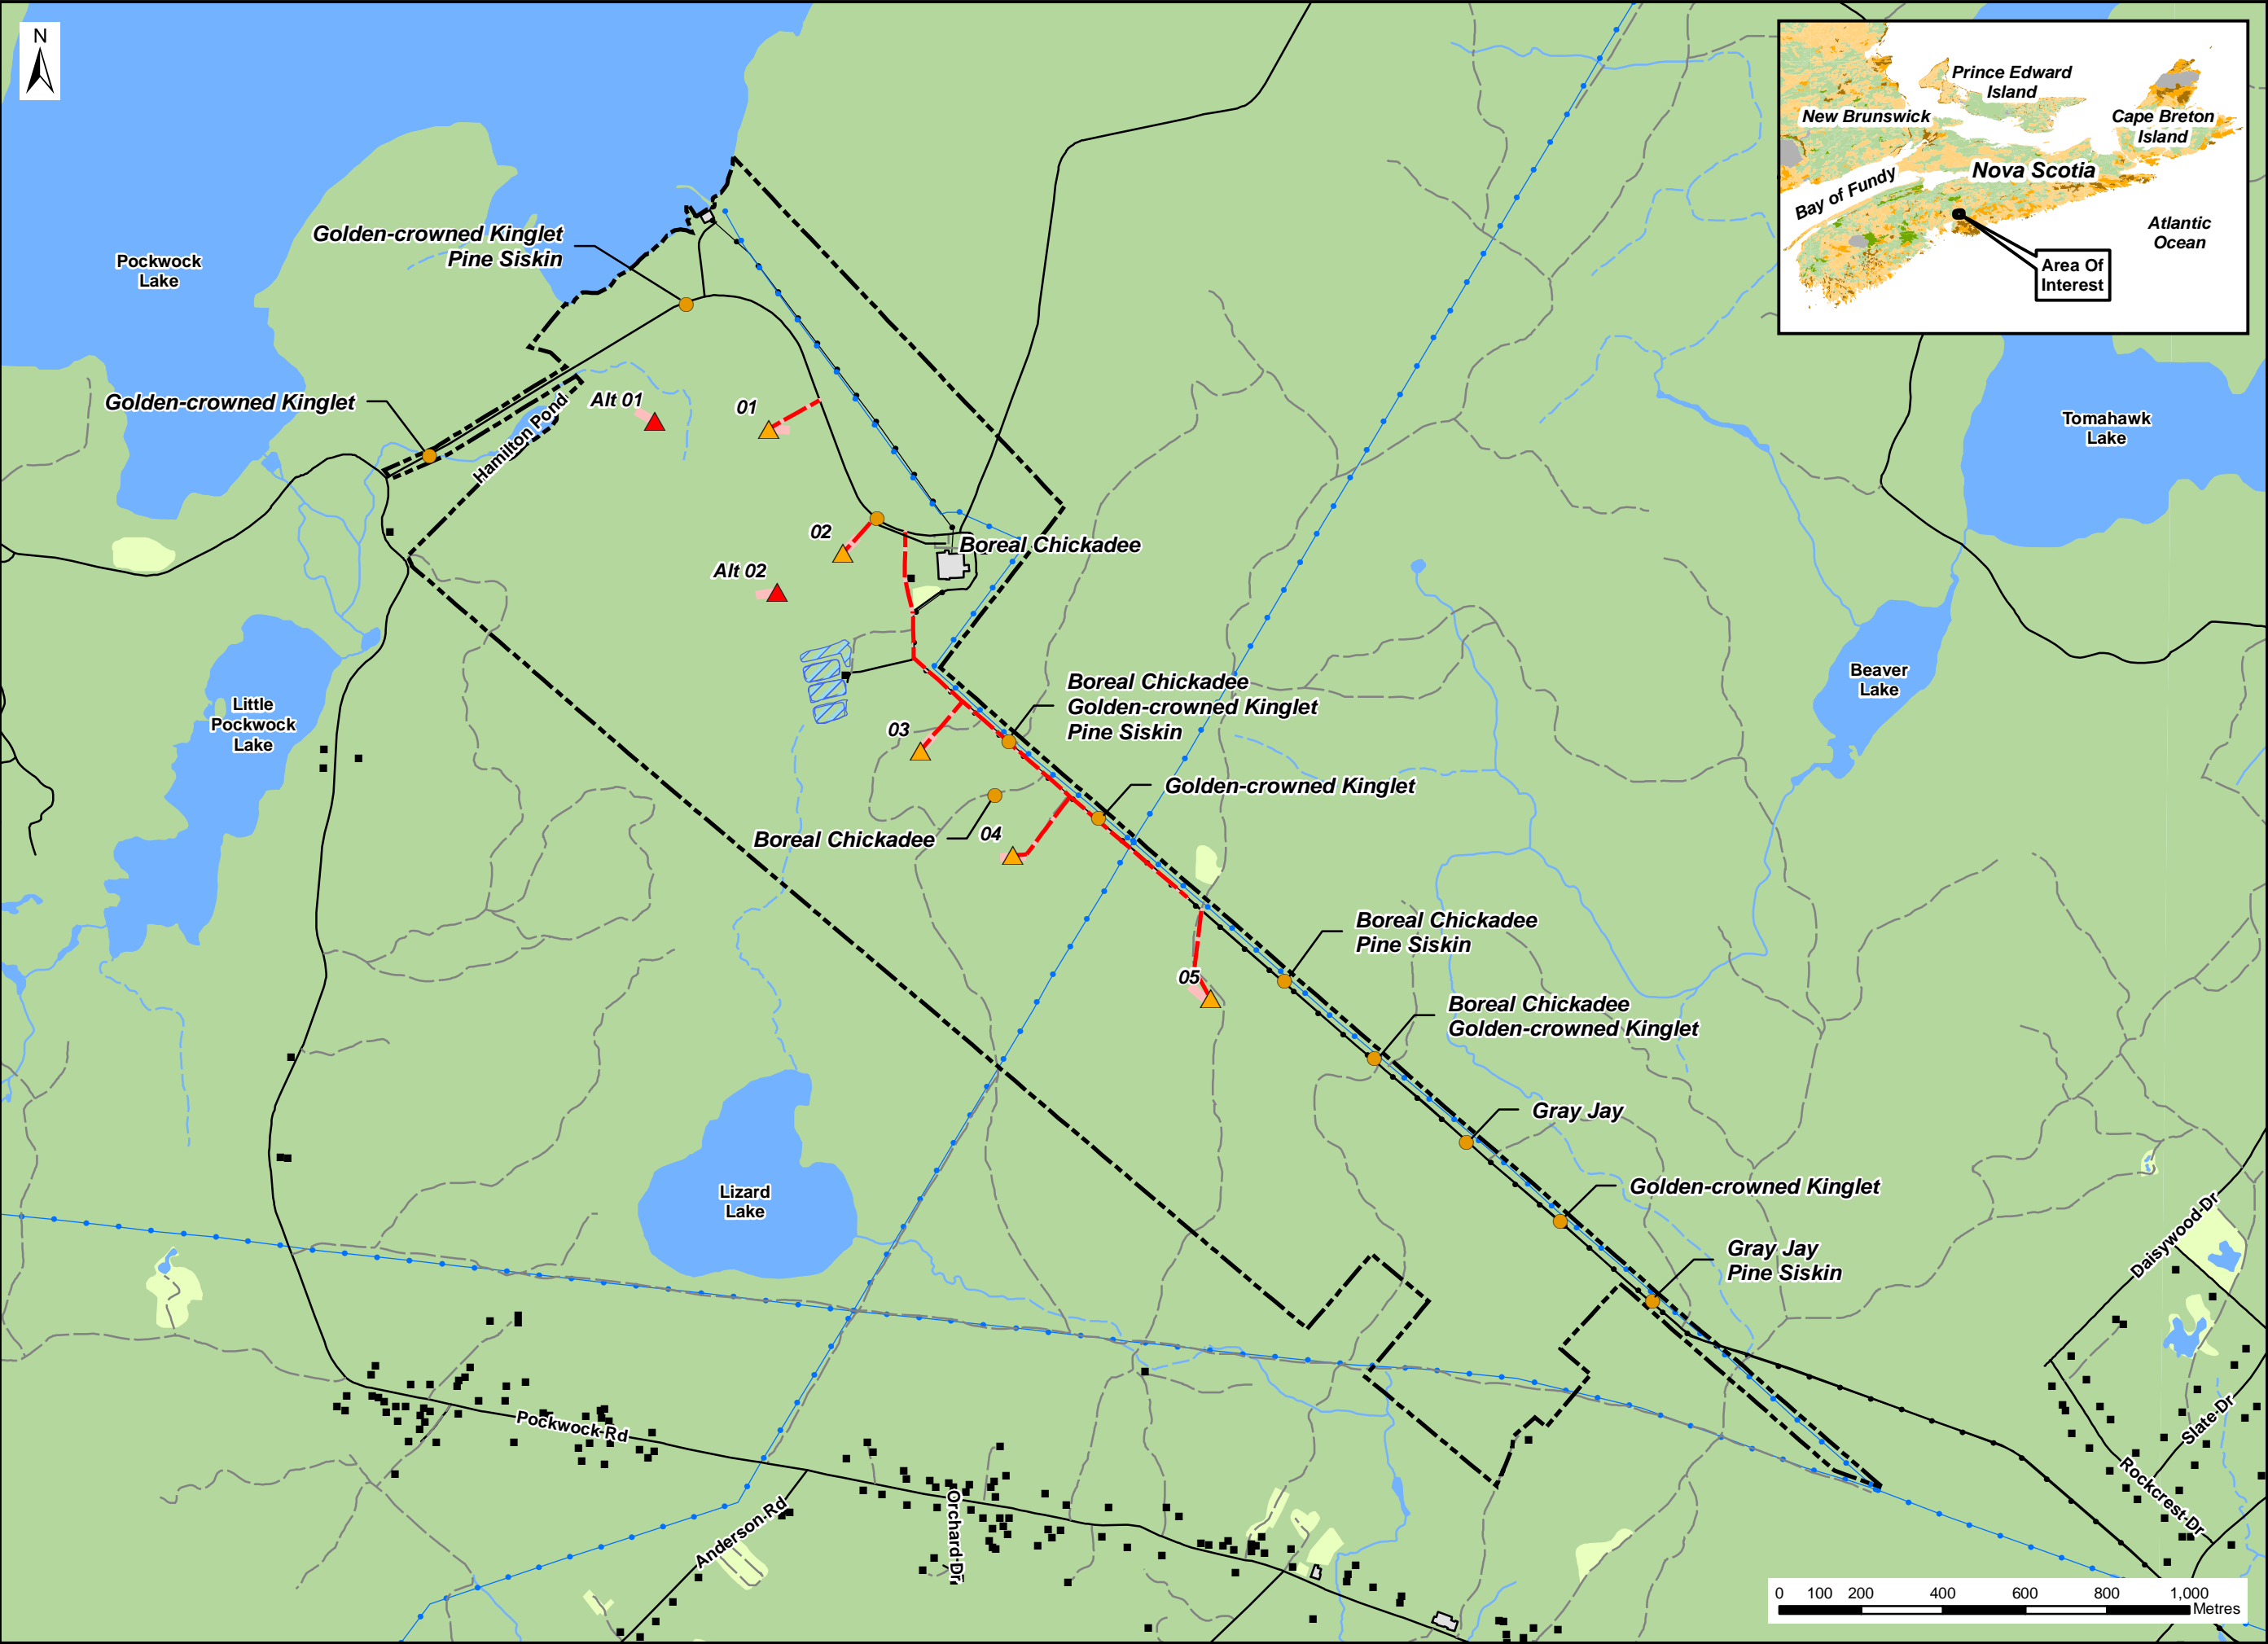 N
Prince Edward
Island
New Brunswick
Cape Breton
Island
Nova Scotia
Bay of Fundy
Atlantic
Ocean
Area Of
Interest
Golden-crowned Kinglet
Pine Siskin
Pockwock
Lake
Golden-crowned Kinglet
Alt 01
01
Hamilton Pond
Tomahawk
Lake
02
Boreal Chickadee
Alt 02
Boreal Chickadee
Golden-crowned Kinglet
Pine Siskin
Beaver
Lake
Little
Pockwock
Lake
03
Golden-crowned Kinglet
04
Boreal Chickadee
Boreal Chickadee
Pine Siskin
05
Boreal Chickadee
Golden-crowned Kinglet
Gray Jay
Lizard
Lake
Golden-crowned Kinglet
Gray Jay
Pine Siskin
Daisywood Dr
Slate Dr
Rockcrest Dr
Pockwock Rd
Anderson Rd
Orchard Dr
0 100 200 400 600 800 1,000
Metres